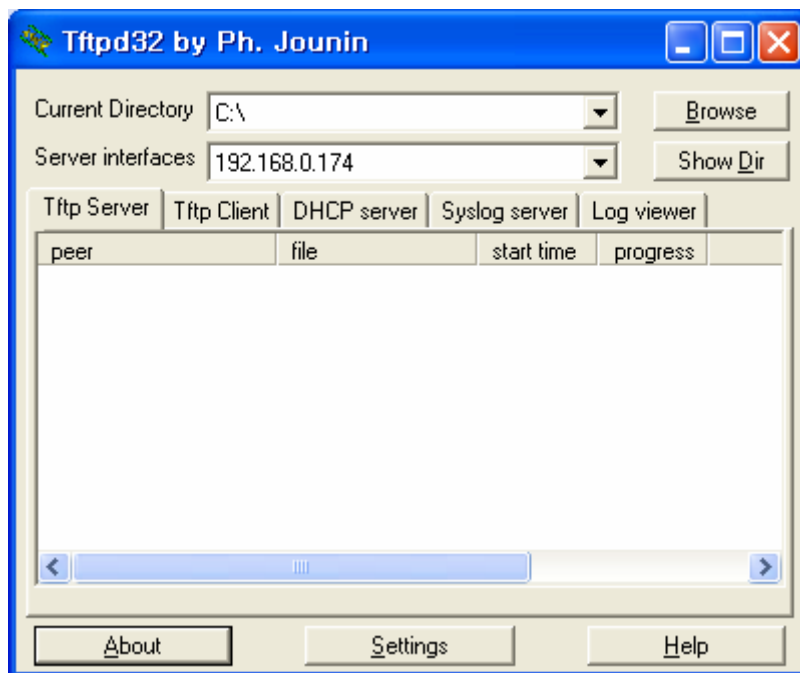 Tftpd32 by Ph. Jounin
Current Directory C:\ Browse
Server interfaces 192.168.0.174 Show Dir
Tftp Server Tftp Client DHCP server Syslog server Log viewer
peer file start time progress
About Settings Help